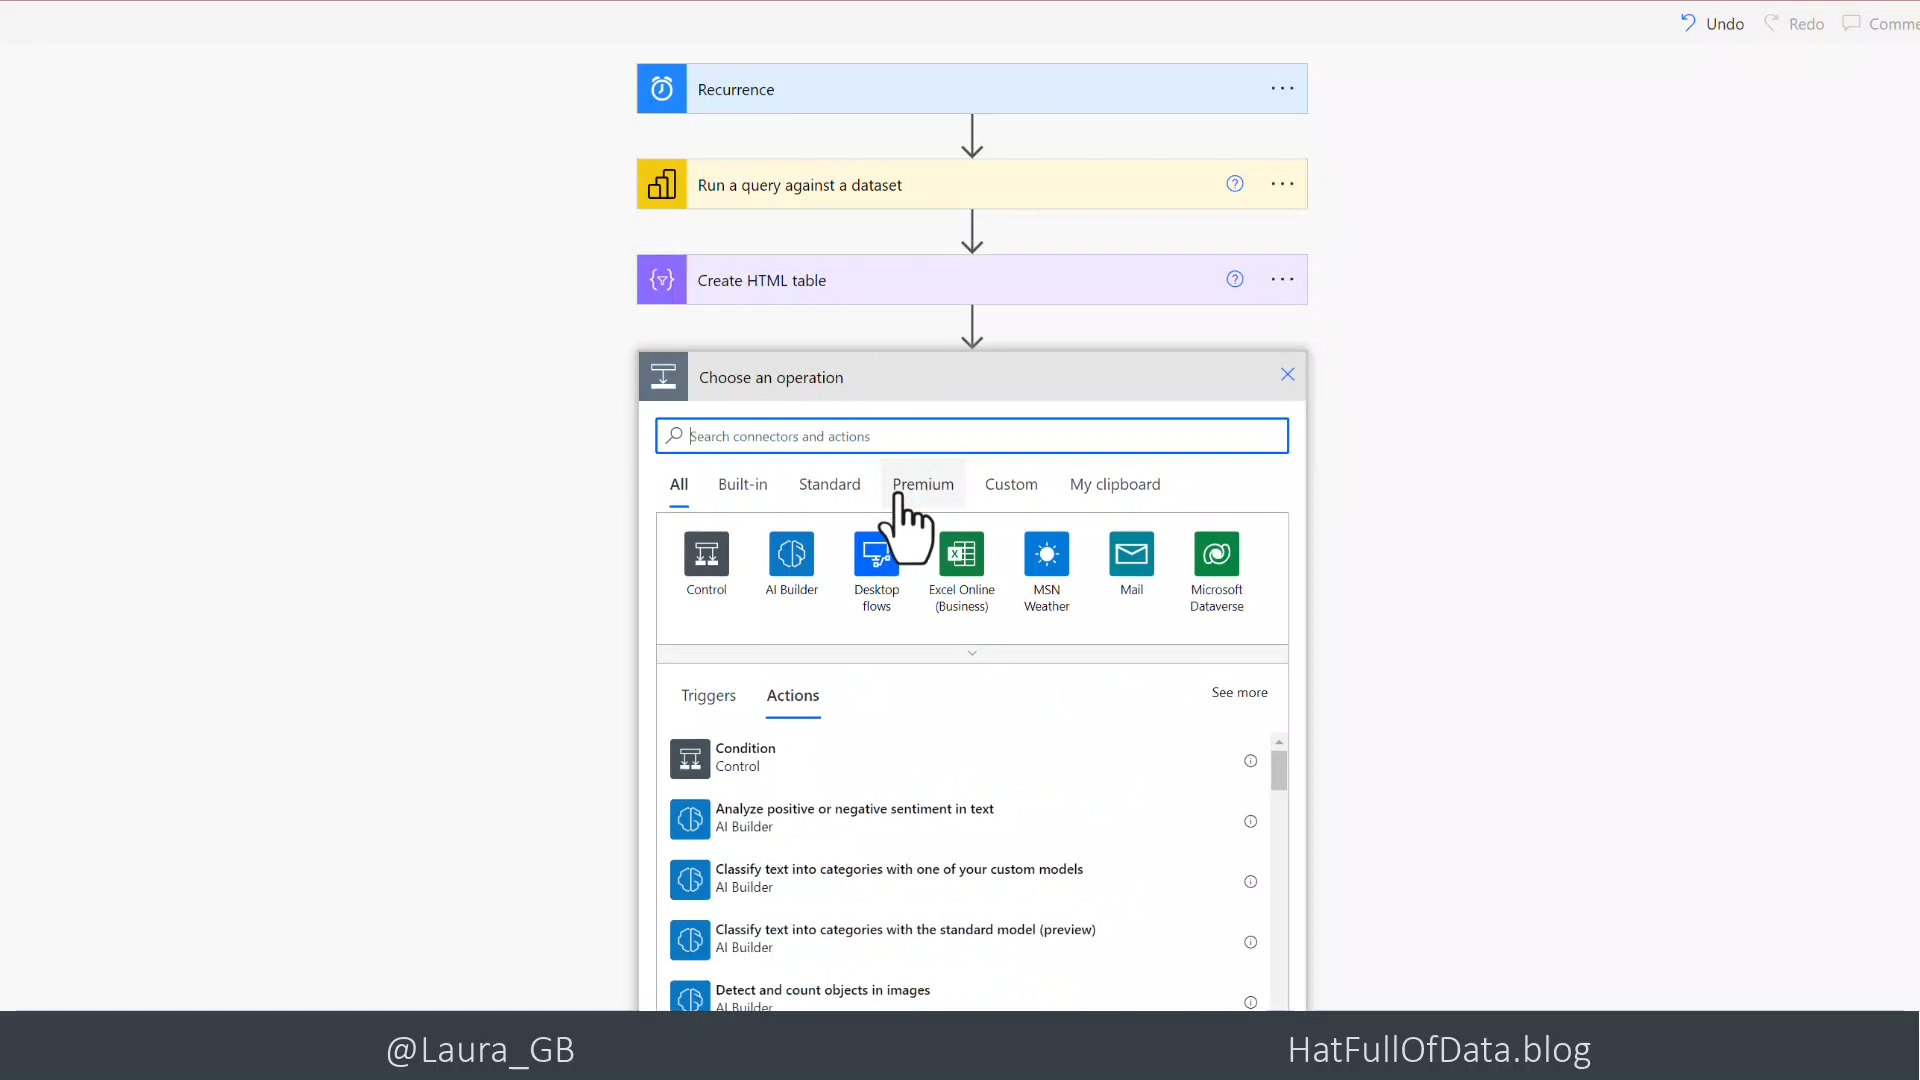 Undo
Redo
Comme
Recurrence
Run a query against a dataset
Create HTML table
Choose an operation
Search connectors and actions
All
Built-in
Standard
Premium
Custom
My clipboard
Control
AI Builder
Desktop
flows
Excel Online
(Business)
MSN
Weather
Mail
Microsoft
Dataverse
Triggers
Actions
See more
Condition
Control
Analyze positive or negative sentiment in text
AI Builder
Classify text into categories with one of your custom models
AI Builder
Classify text into categories with the standard model (preview)
AI Builder
Detect and count objects in images
AI Builder
@Laura_GB
HatFullOfData.blog